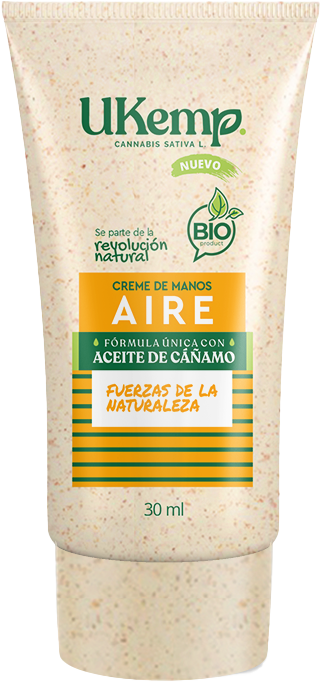 UKemp.
CANNABIS SATIVA L,
NUEVO
Se parte de la
revolución
natural
BIO
product
CREME DE MANOS
AIRE
FÓRMULA ÚNICA CON
ACEITE DE CÁÑAMO
FUERZAS DE LA
NATURALEZA
30 ml